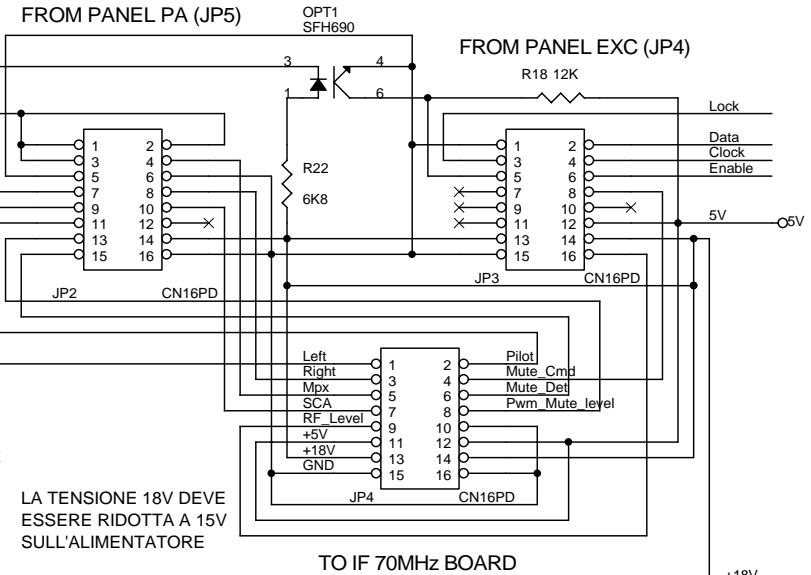 FROM PANEL PA (JP5)
OPT1
SFH690
FROM PANEL EXC (JP4)
3
4
R18 12K
1
6
Lock
Data
Clock
Enable
R22
6K8
1 2
3 4
5 6
7 8
9 10
11 12
13 14
15 16
JP2
CN16PD
1 2
3 4
5 6
7 8
9 10
11 12
13 14
15 16
5V
5V
JP3
CN16PD
Left
Right
Mpx
SCA
RF_Level
+5V
+18V
GND
1 2
3 4
5 6
7 8
9 10
11 12
13 14
15 16
Pilot
Mute_Cmd
Mute_Det
Pwm_Mute_level
JP4
CN16PD
LA TENSIONE 18V DEVE
ESSERE RIDOTTA A 15V
SULL'ALIMENTATORE
TO IF 70MHz BOARD
+18V